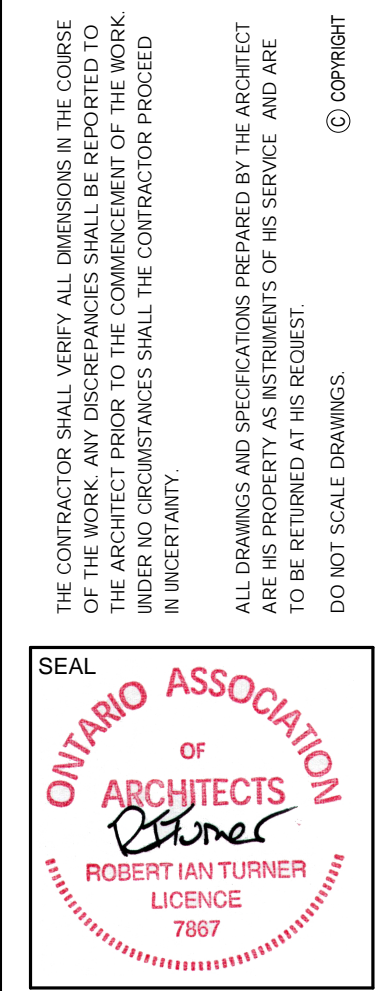 THE CONTRACTOR SHALL VERIFY ALL DIMENSIONS IN THE COURSE
OF THE WORK. ANY DISCREPANCIES SHALL BE REPORTED TO
THE ARCHITECT PRIOR TO THE COMMENCEMENT OF THE WORK.
UNDER NO CIRCUMSTANCES SHALL THE CONTRACTOR PROCEED
IN UNCERTAINTY.
ALL DRAWINGS AND SPECIFICATIONS PREPARED BY THE ARCHITECT
ARE HIS PROPERTY AS INSTRUMENTS OF HIS SERVICE AND ARE
TO BE RETURNED AT HIS REQUEST.
DO NOT SCALE DRAWINGS. © COPYRIGHT
SEAL
ONTARIO ASSOCIATION
OF
ARCHITECTS
RITurner
ROBERT IAN TURNER
LICENCE
7867